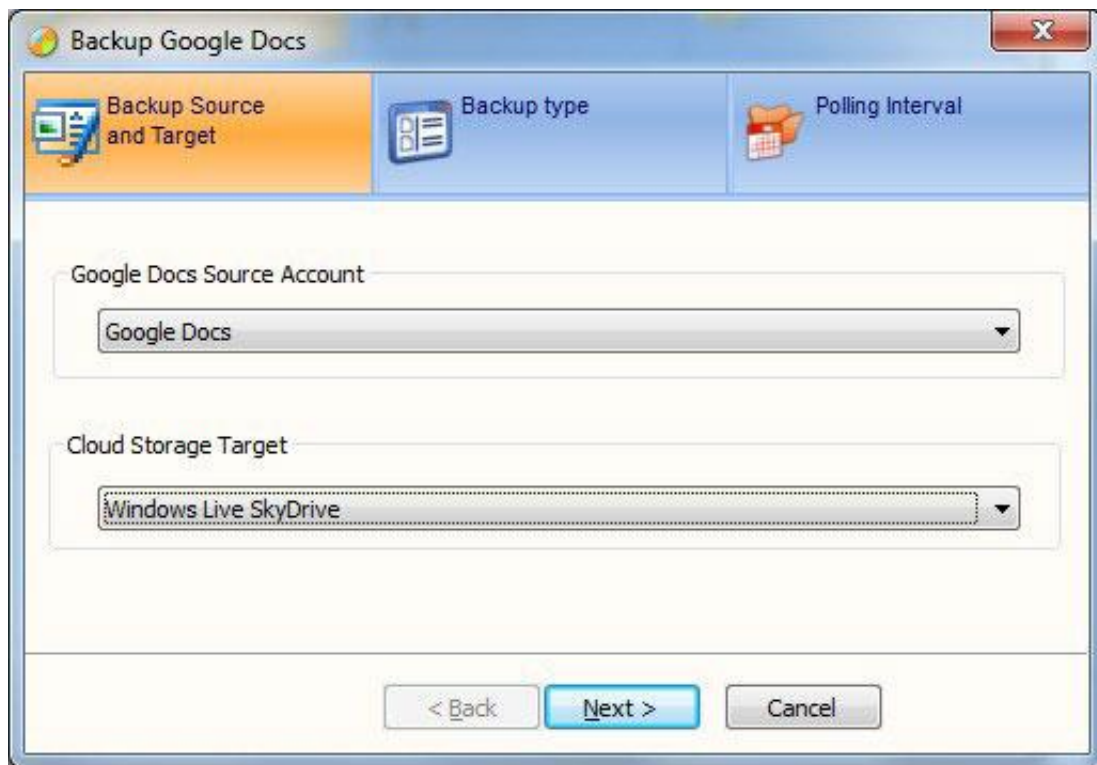 Backup Google Docs
Backup Source
and Target
Backup type
Polling Interval
Google Docs Source Account
Google Docs
Cloud Storage Target
Windows Live SkyDrive
< Back
Next >
Cancel